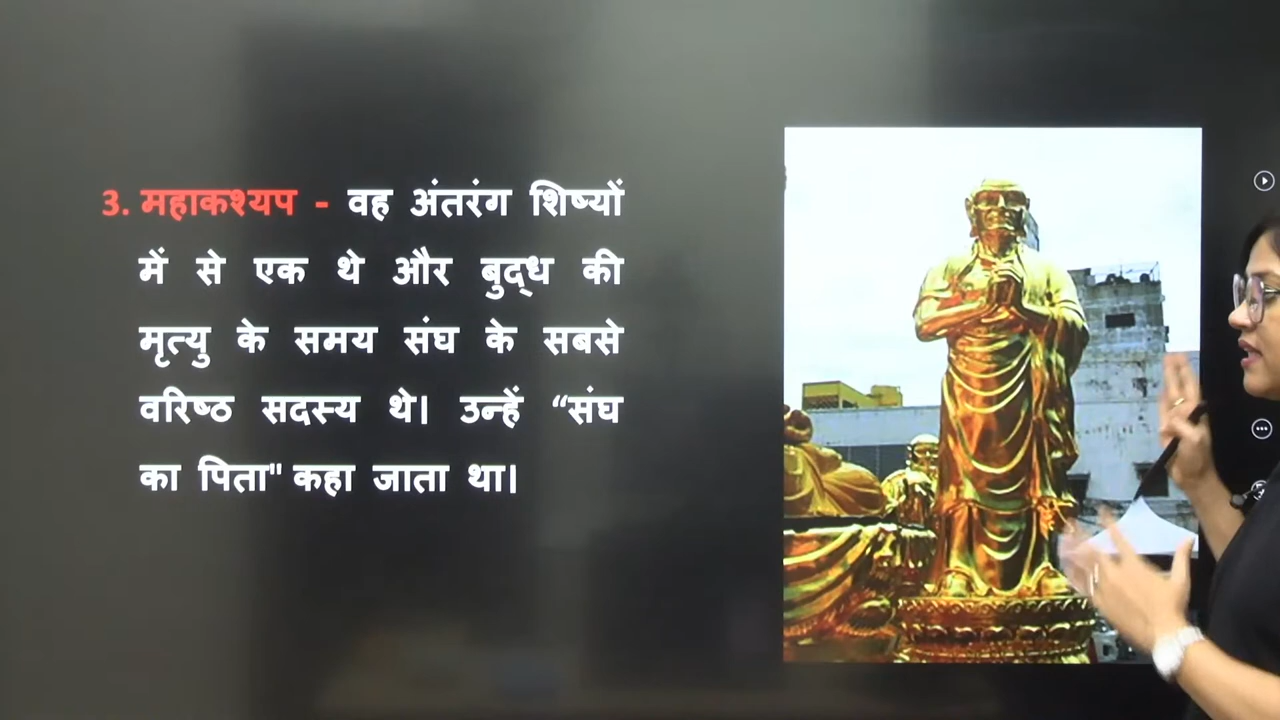 3. महाकश्यप - वह अंतरंग शिष्यों
में से एक थे और बुद्ध की
मृत्यु के समय संघ के सबसे
वरिष्ठ सदस्य थे। उन्हें “संघ
का पिता" कहा जाता था।